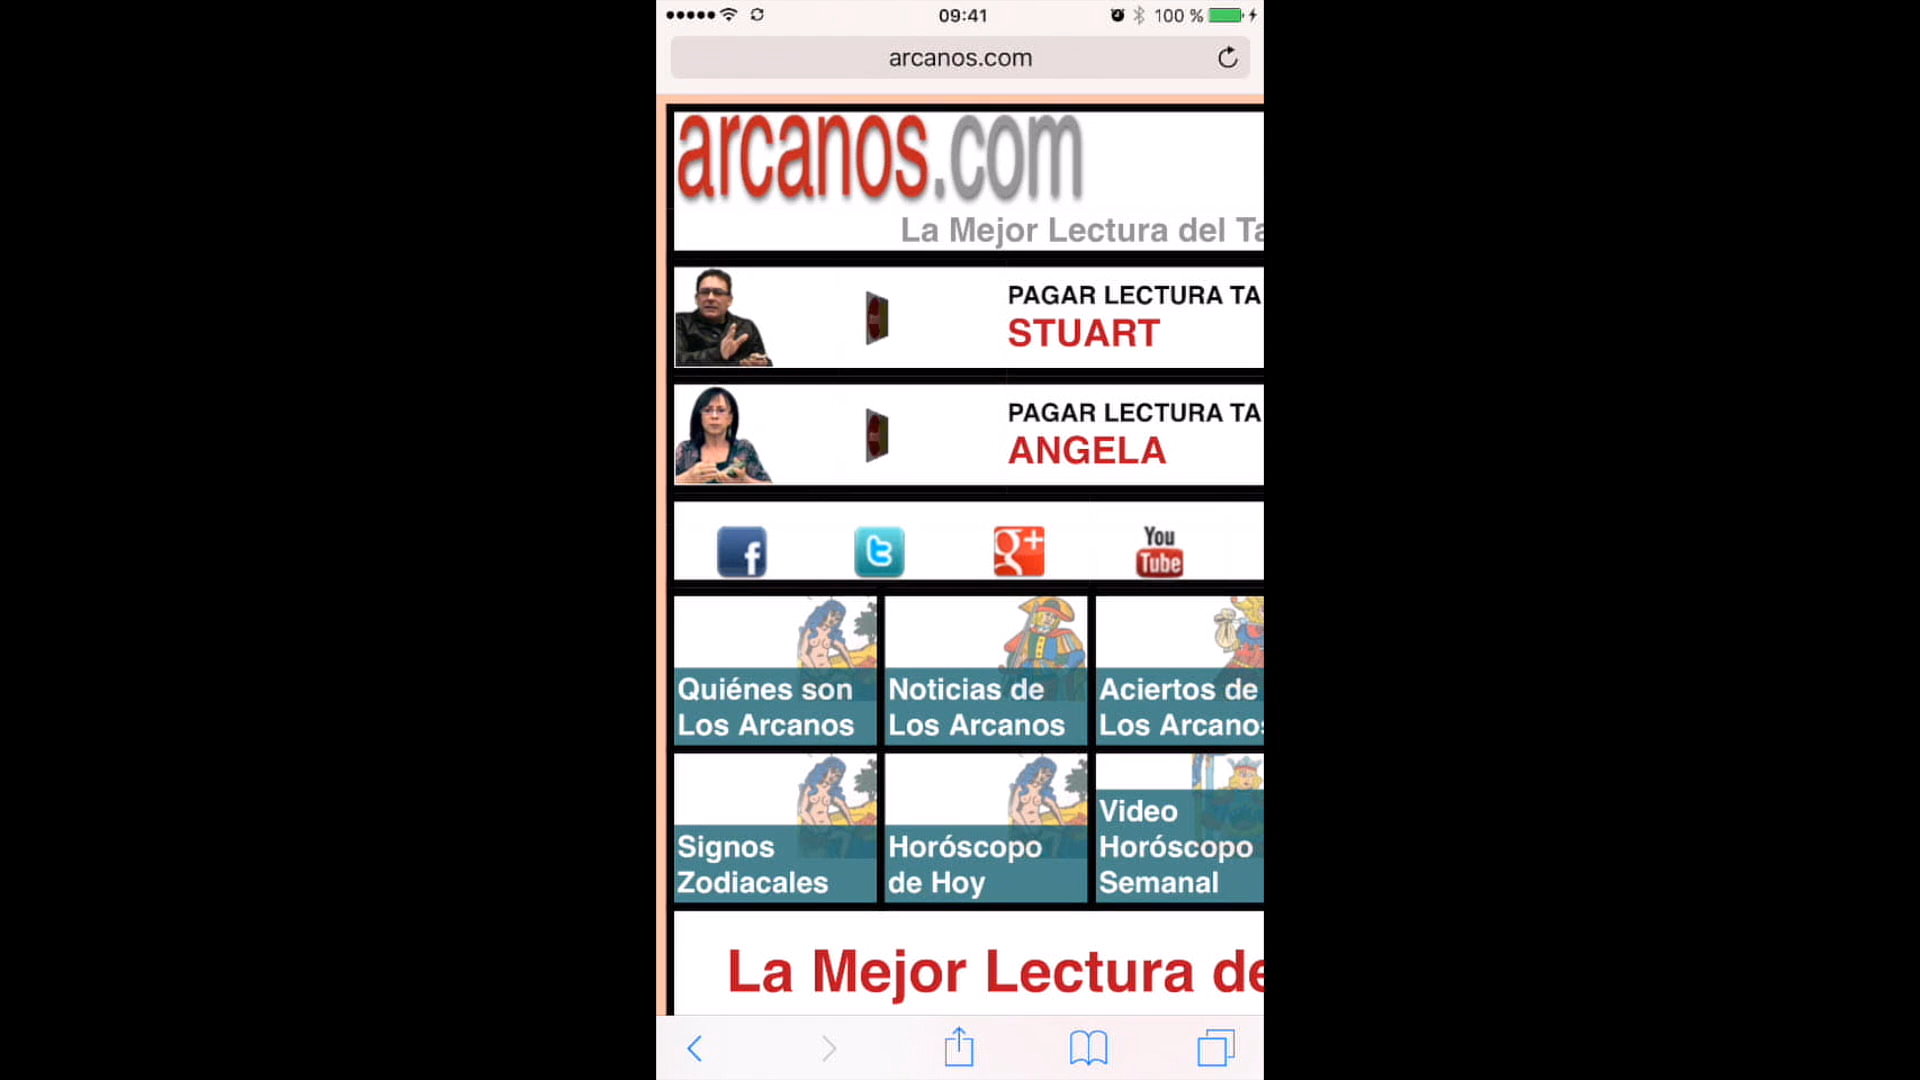 09:41
100 %
arcanos.com
arcanos.com
La Mejor Lectura del Ta
PAGAR LECTURA TA
STUART
PAGAR LECTURA TA
ANGELA
f
t
g+
You
Tube
Quiénes son
Los Arcanos
Noticias de
Los Arcanos
Aciertos de
Los Arcanos
Signos
Zodiacales
Horóscopo
de Hoy
Video
Horóscopo
Semanal
La Mejor Lectura de